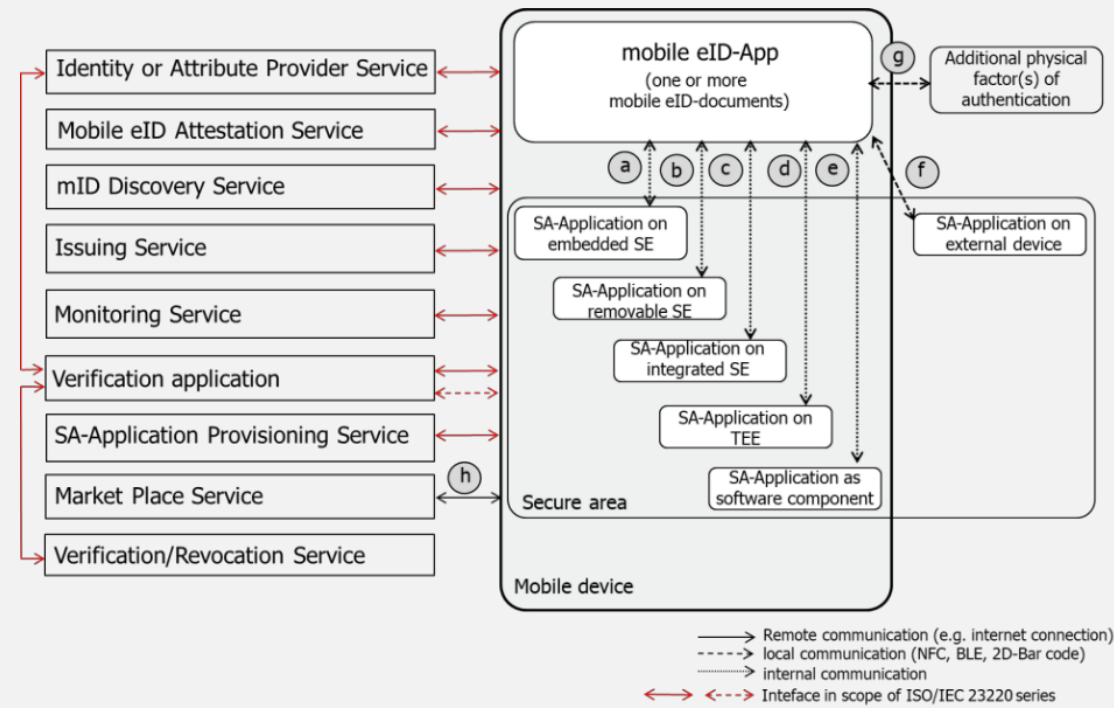 mobile eID-App
(one or more
mobile eID-documents)
g
Additional physical
factor(s) of
authentication
Identity or Attribute Provider Service
Mobile eID Attestation Service
mID Discovery Service
Issuing Service
Monitoring Service
Verification application
SA-Application Provisioning Service
Market Place Service
Verification/Revocation Service
h
a
b
c
d
e
f
SA-Application on
embedded SE
SA-Application on
external device
SA-Application on
removable SE
SA-Application on
integrated SE
SA-Application on
TEE
SA-Application as
software component
Secure area
Mobile device
Remote communication (e.g. internet connection)
local communication (NFC, BLE, 2D-Bar code)
internal communication
Inteface in scope of ISO/IEC 23220 series